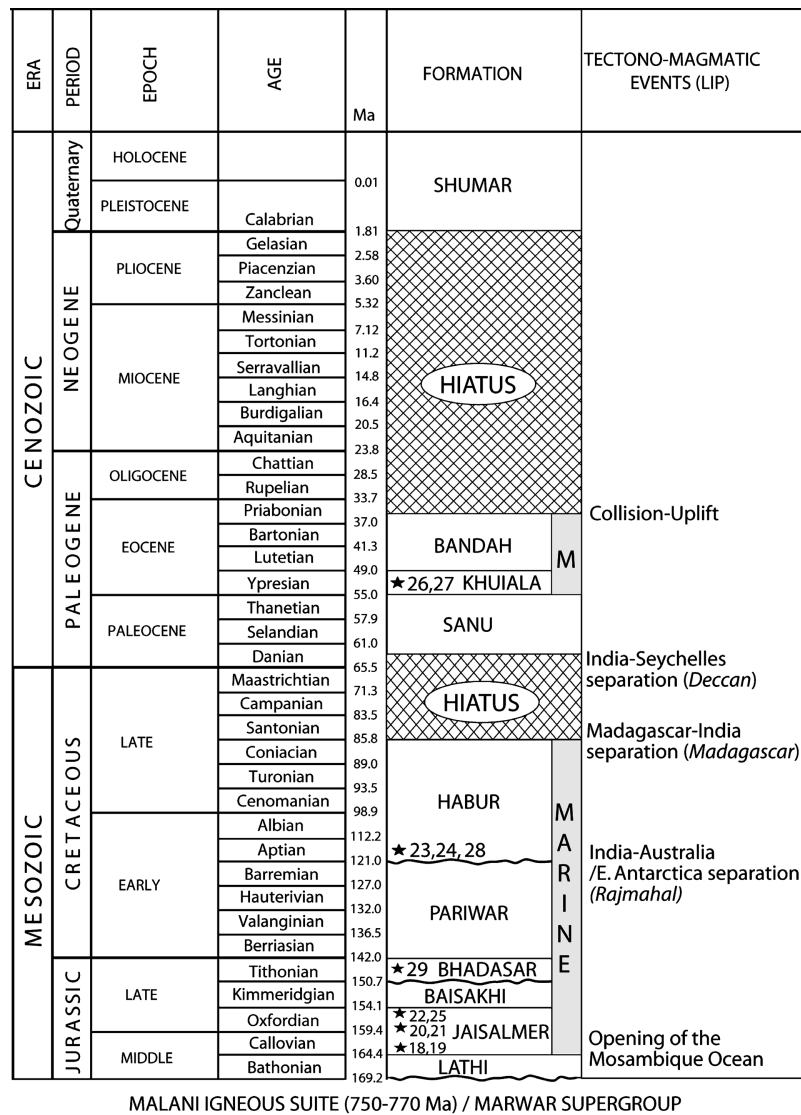 ERA
PERIOD
EPOCH
AGE
Ma
FORMATION
TECTONO-MAGMATIC
EVENTS (LIP)
CENOZOIC
MESOZOIC
Quaternary
NEOGENE
PALEOGENE
CRETACEOUS
JURASSIC
HOLOCENE
PLEISTOCENE
PLIOCENE
MIOCENE
OLIGOCENE
EOCENE
PALEOCENE
LATE
EARLY
LATE
MIDDLE
Calabrian
Gelasian
Piacenzian
Zanclean
Messinian
Tortonian
Serravallian
Langhian
Burdigalian
Aquitanian
Chattian
Rupelian
Priabonian
Bartonian
Lutetian
Ypresian
Thanetian
Selandian
Danian
Maastrichtian
Campanian
Santonian
Coniacian
Turonian
Cenomanian
Albian
Aptian
Barremian
Hauterivian
Valanginian
Berriasian
Tithonian
Kimmeridgian
Oxfordian
Callovian
Bathonian
0.01
1.81
2.58
3.60
5.32
7.12
11.2
14.8
16.4
20.5
23.8
28.5
33.7
37.0
41.3
49.0
55.0
57.9
61.0
65.5
71.3
83.5
85.8
89.0
93.5
98.9
112.2
121.0
127.0
132.0
136.5
142.0
150.7
154.1
159.4
164.4
169.2
SHUMAR
HIATUS
BANDAH
★26,27 KHUIALA
M
SANU
HIATUS
HABUR
★23,24, 28
PARIWAR
★29 BHADASAR
BAISAKHI
★22,25
★20,21 JAISALMER
★18,19
LATHI
MARINE
Collision-Uplift
India-Seychelles
separation (Deccan)
Madagascar-India
separation (Madagascar)
India-Australia
/E. Antarctica separation
(Rajmahal)
Opening of the
Mosambique Ocean
MALANI IGNEOUS SUITE (750-770 Ma) / MARWAR SUPERGROUP